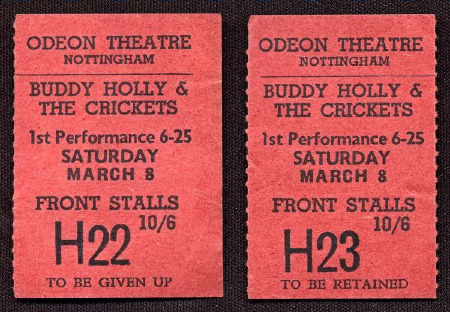 ODEON THEATRE
NOTTINGHAM
BUDDY HOLLY &
THE CRICKETS
1st Performance 6-25
SATURDAY
MARCH 8
FRONT STALLS
10/6
H22
TO BE GIVEN UP
ODEON THEATRE
NOTTINGHAM
BUDDY HOLLY &
THE CRICKETS
1st Performance 6-25
SATURDAY
MARCH 8
FRONT STALLS
10/6
H23
TO BE RETAINED